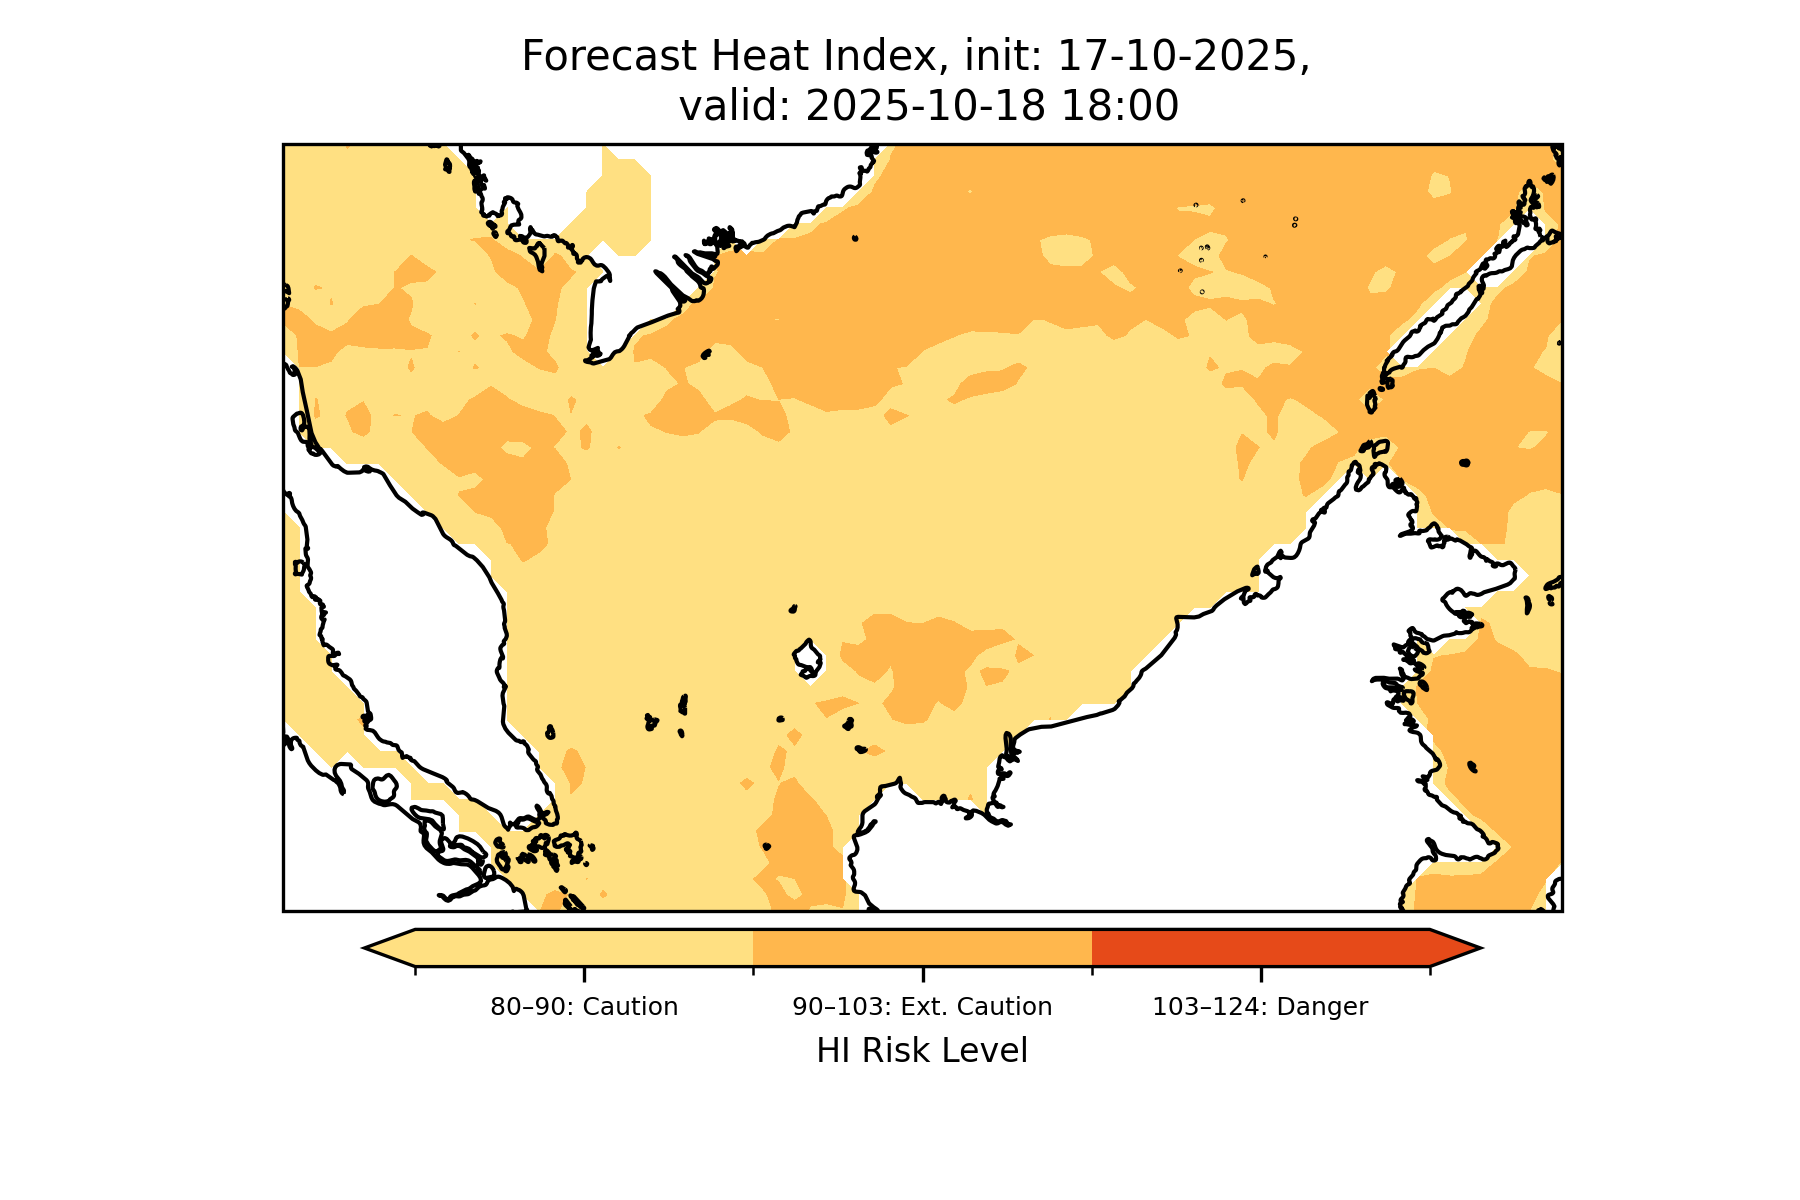 Forecast Heat Index, init: 17-10-2025,
valid: 2025-10-18 18:00
80–90: Caution
90–103: Ext. Caution
103–124: Danger
HI Risk Level